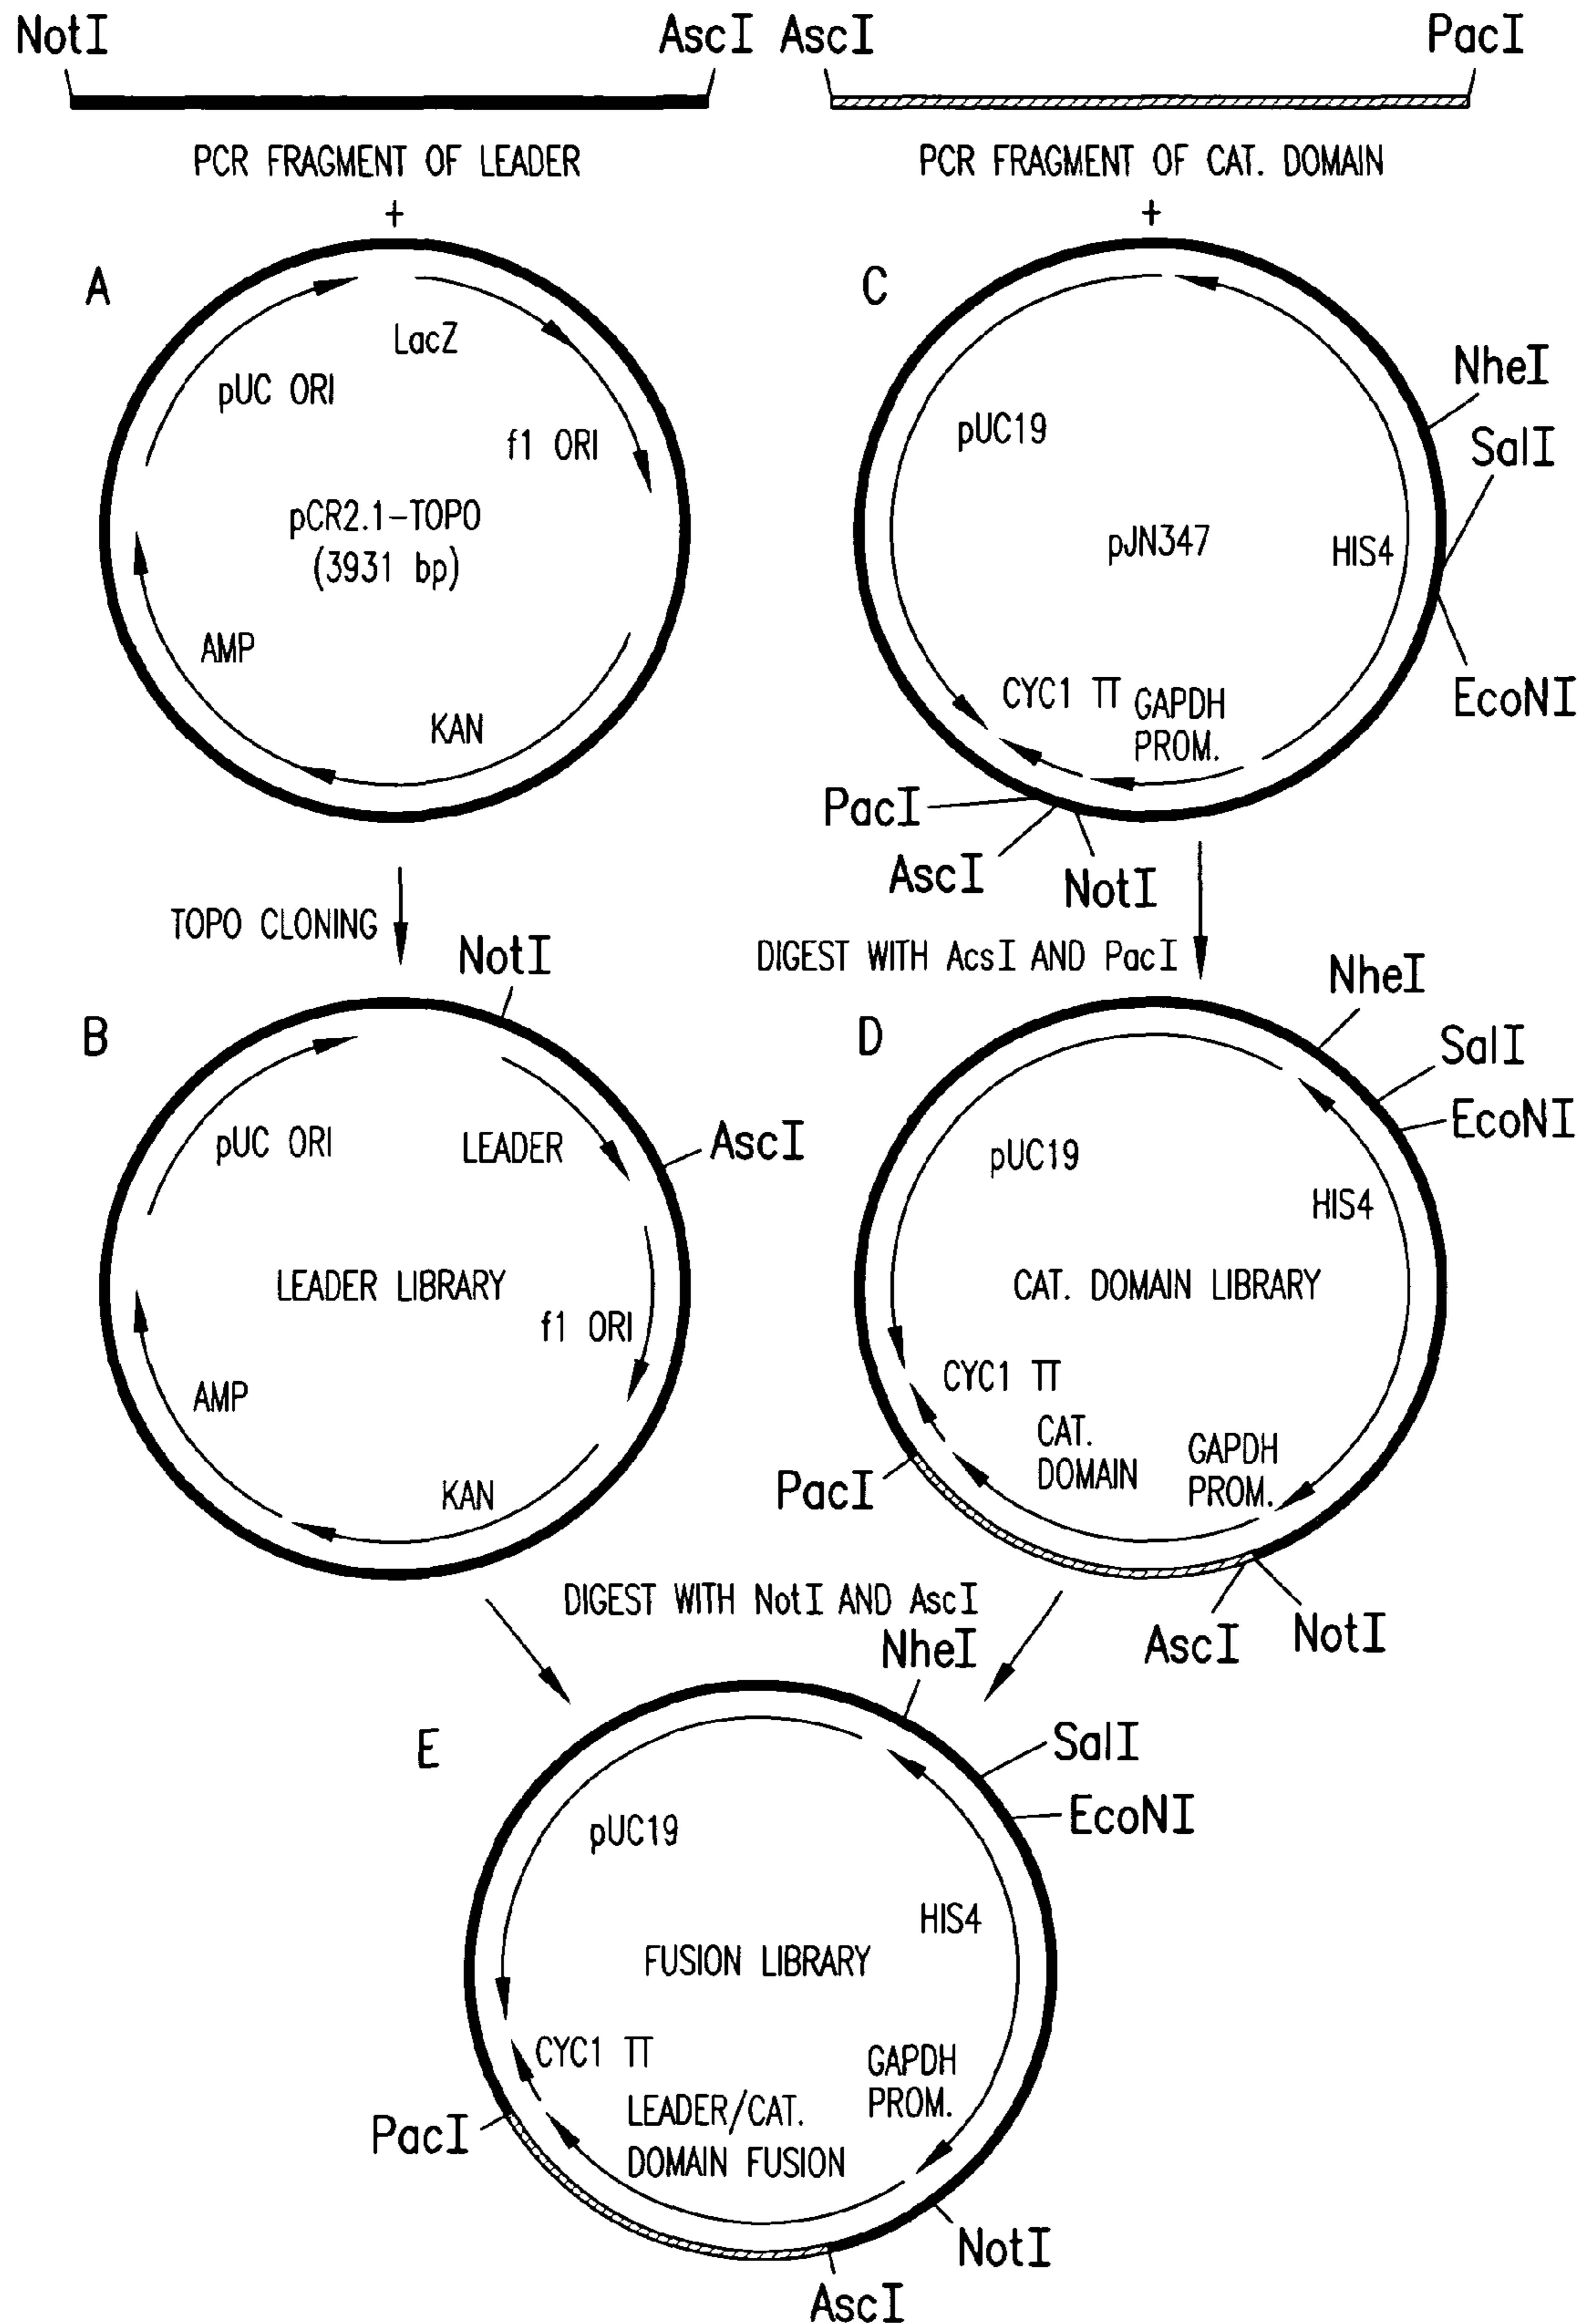 NotI
AscI AscI
PacI
PCR FRAGMENT OF LEADER
PCR FRAGMENT OF CAT. DOMAIN
+
+
A
LacZ
pUC ORI
f1 ORI
pCR2.1-TOPO
(3931 bp)
AMP
KAN
C
NheI
SalI
pUC19
pJN347
HIS4
EcoNI
CYC1 TT
GAPDH
PROM.
PacI
AscI
NotI
TOPO CLONING
DIGEST WITH AcsI AND PacI
B
NotI
AscI
pUC ORI
LEADER
LEADER LIBRARY
f1 ORI
AMP
KAN
D
NheI
SalI
EcoNI
pUC19
HIS4
CAT. DOMAIN LIBRARY
CYC1 TT
CAT.
DOMAIN
GAPDH
PROM.
PacI
AscI
NotI
DIGEST WITH NotI AND AscI
E
NheI
SalI
EcoNI
pUC19
HIS4
FUSION LIBRARY
CYC1 TT
GAPDH
PROM.
LEADER/CAT.
DOMAIN FUSION
PacI
NotI
AscI